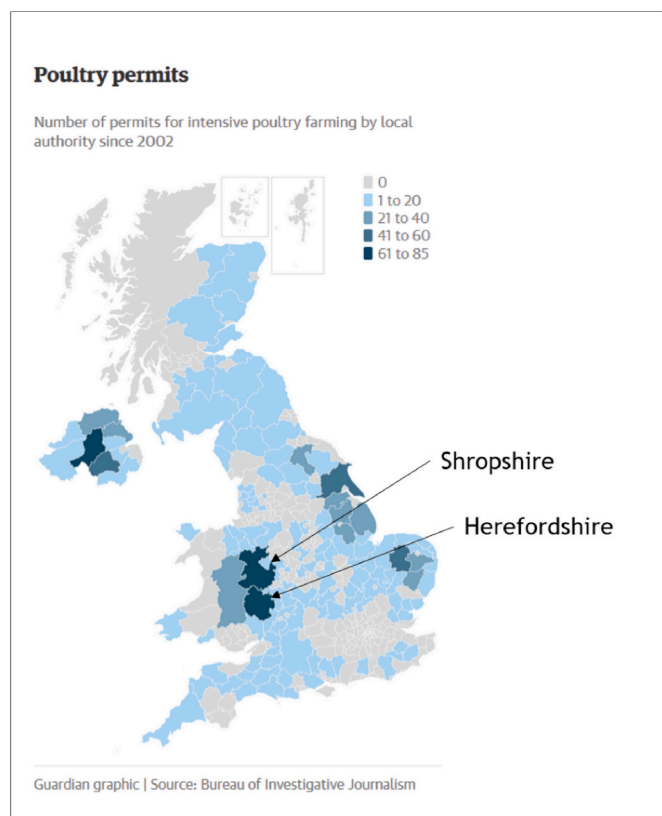 Poultry permits
Number of permits for intensive poultry farming by local
authority since 2002
0
1 to 20
21 to 40
41 to 60
61 to 85
Shropshire
Herefordshire
Guardian graphic | Source: Bureau of Investigative Journalism